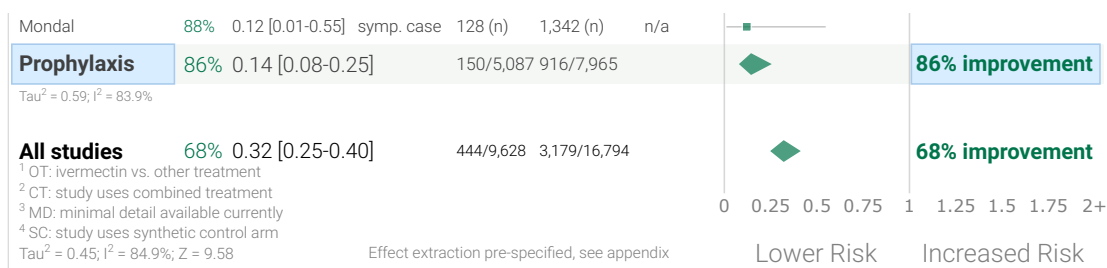 Mondal 88% 0.12 [0.01-0.55] symp. case 128 (n) 1,342 (n) n/a
Prophylaxis 86% 0.14 [0.08-0.25] 150/5,087 916/7,965 86% improvement
Tau² = 0.59; I² = 83.9%
All studies 68% 0.32 [0.25-0.40] 444/9,628 3,179/16,794 68% improvement
¹ OT: ivermectin vs. other treatment
² CT: study uses combined treatment
³ MD: minimal detail available currently
0 0.25 0.5 0.75 1 1.25 1.5 1.75 2+
⁴ SC: study uses synthetic control arm
Tau² = 0.45; I² = 84.9%; Z = 9.58 Effect extraction pre-specified, see appendix Lower Risk Increased Risk